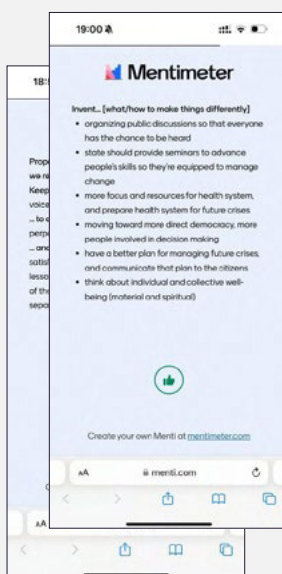 19:00
Mentimeter
Invent... [what/how to make things differently]
• organizing public discussions so that everyone
has the chance to be heard
• state should provide seminars to advance
people's skills so they're equipped to manage
change
• more focus and resources for health system,
and prepare health system for future crises
• moving toward more direct democracy, more
people involved in decision making
• have a better plan for managing future crises,
and communicate that plan to the citizens
• think about individual and collective well-
being (material and spiritual)
Create your own Menti at mentimeter.com
AA menti.com
18:
Prop
we re
Keep
voice
... to
perp
... and
satis
lesso
of the
sepa
AA